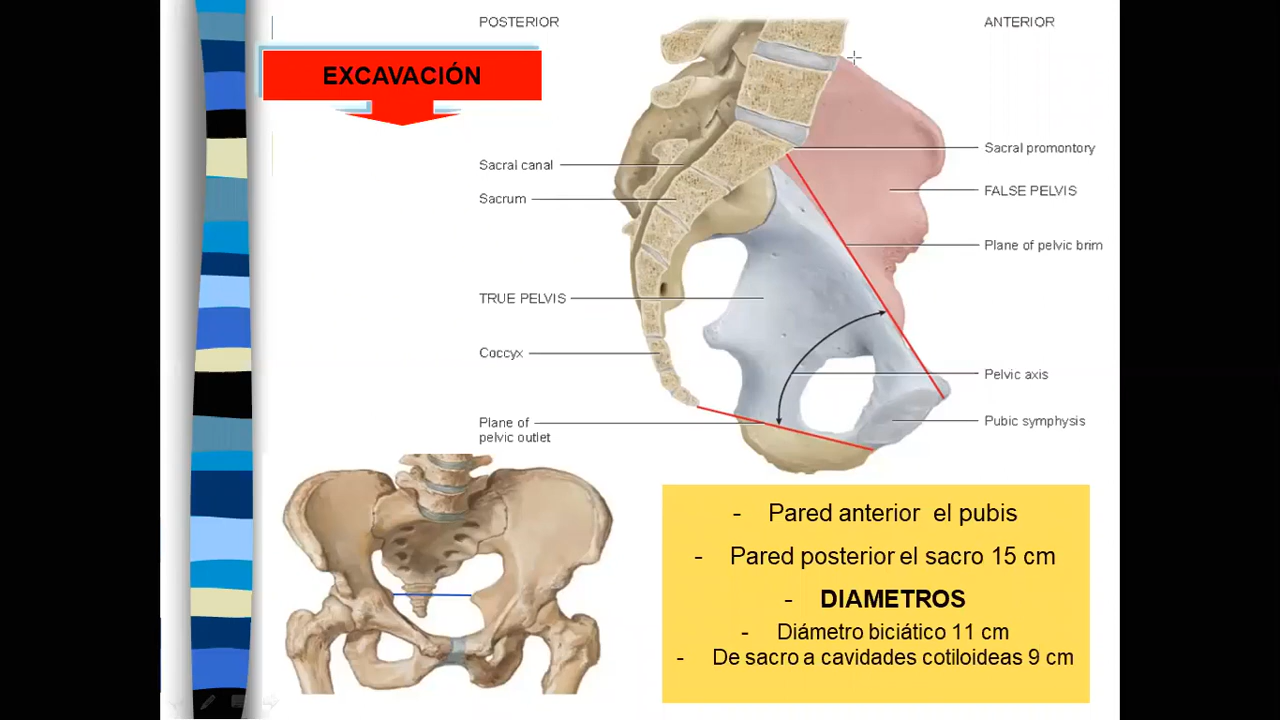 POSTERIOR
ANTERIOR
EXCAVACIÓN
Sacral canal
Sacrum
TRUE PELVIS
Coccyx
Plane of
pelvic outlet
Sacral promontory
FALSE PELVIS
Plane of pelvic brim
Pelvic axis
Pubic symphysis
- Pared anterior el pubis
- Pared posterior el sacro 15 cm
- DIAMETROS
- Diámetro biciático 11 cm
- De sacro a cavidades cotiloideas 9 cm